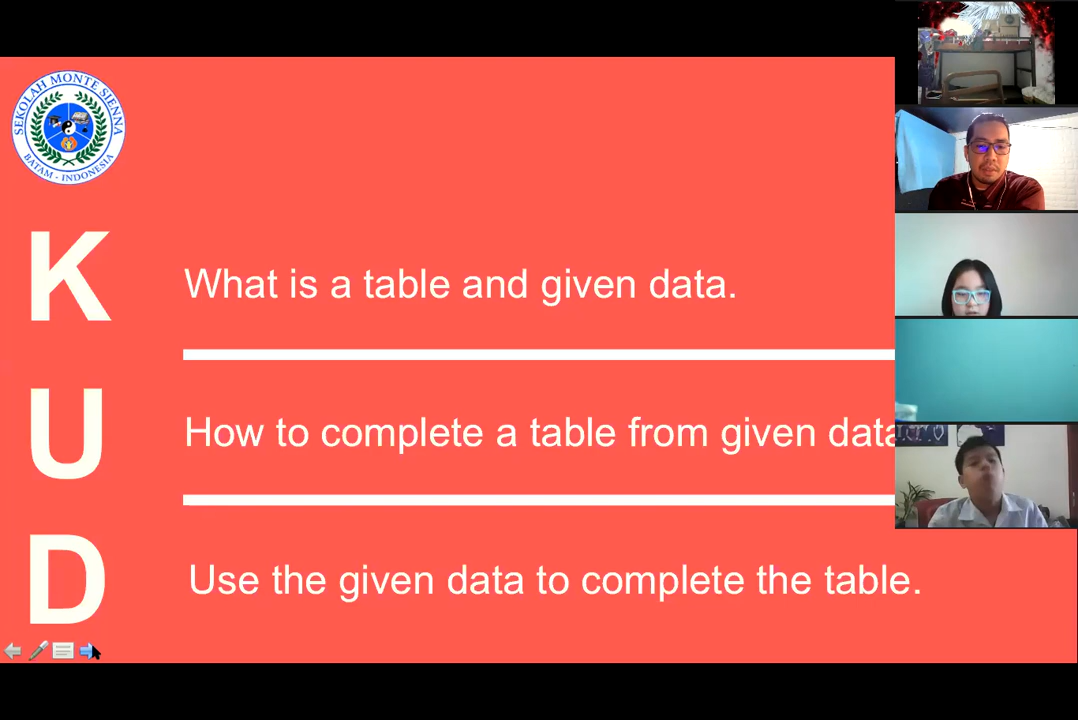 SEKOLAH MONTE SIENNA
BATAM - INDONESIA
K
What is a table and given data.
U
How to complete a table from given data
D
Use the given data to complete the table.